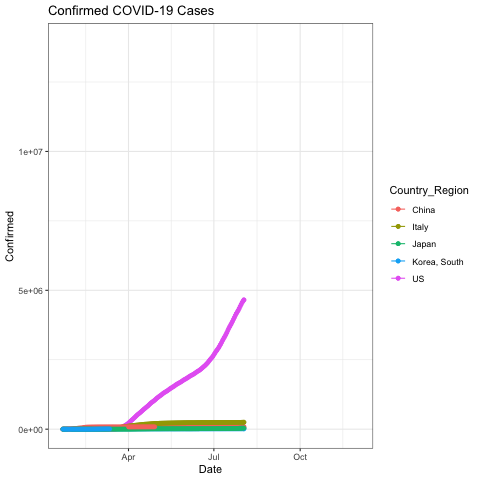 Confirmed COVID-19 Cases
1e+07
5e+06
0e+00
Confirmed
Apr
Jul
Oct
Date
Country_Region
China
Italy
Japan
Korea, South
US